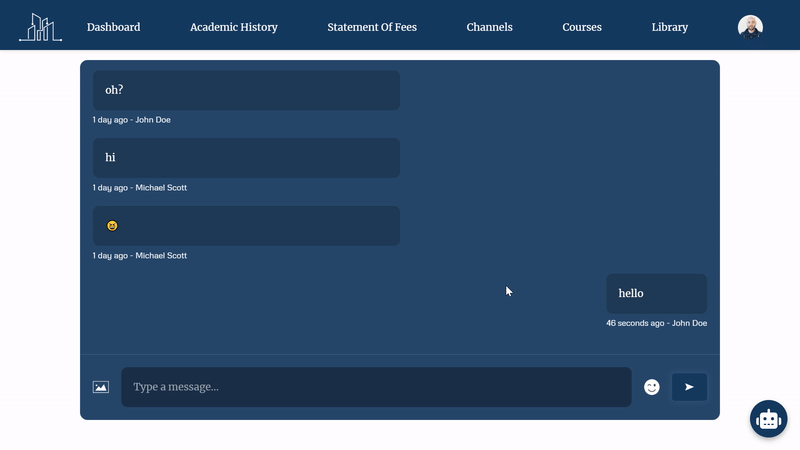 Dashboard Academic History Statement Of Fees Channels Courses Library
oh?
1 day ago - John Doe
hi
1 day ago - Michael Scott
1 day ago - Michael Scott
hello
46 seconds ago - John Doe
Type a message...